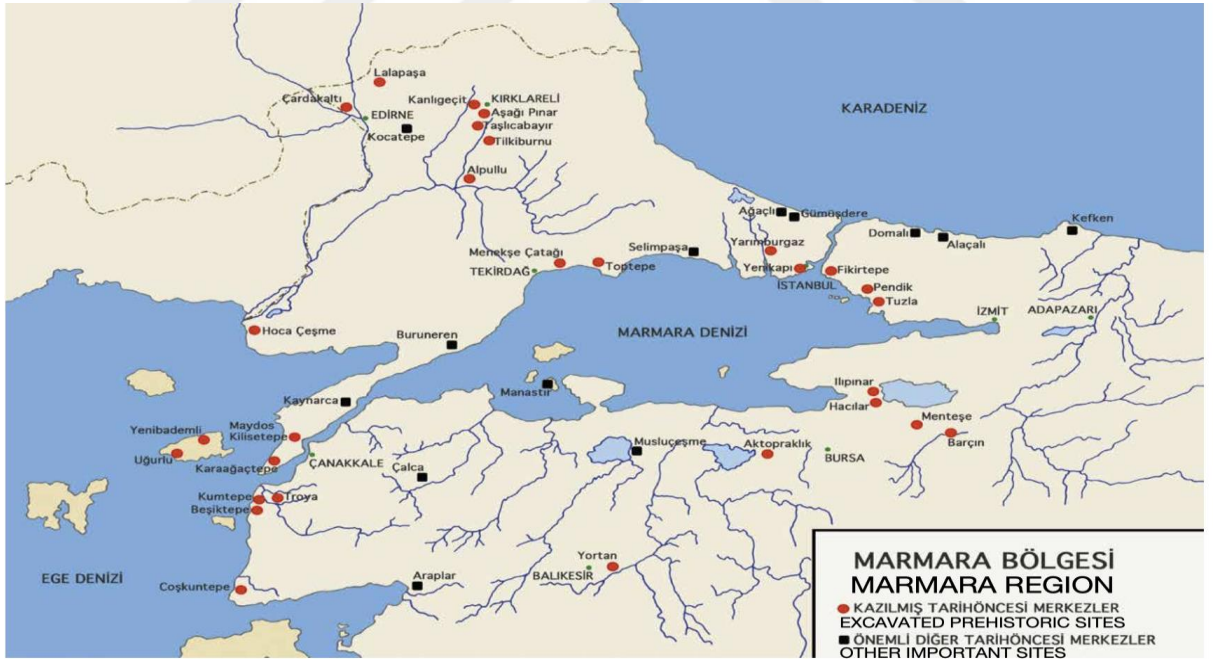 Lalapaşa
Çardakaltı
EDİRNE
Kocatepe
Kanlıgeçit
KIRKLARELİ
Aşağı Pınar
Taşlıcabayır
Tilkiburnu
Alpullu
KARADENİZ
Ağaçlı
Gümüşdere
Yarımburgaz
Yenikapı
İSTANBUL
Fikirtepe
Pendik
Tuzla
Domalı
Alaçalı
Kefken
İZMİT
ADAPAZARI
Menekşe Çatağı
TEKİRDAĞ
Toptepe
Selimpaşa
Hoca Çeşme
Buruneren
MARMARA DENİZİ
Manastır
Kaynarca
Yenibademli
Uğurlu
Maydos
Kilisetepe
Karaağaçtepe
ÇANAKKALE
Çalca
Kumtepe
Troya
Beşiktepe
Musluçeşme
Aktopraklık
BURSA
Ilıpınar
Hacılar
Menteşe
Barçın
EGE DENİZİ
Coşkuntepe
Araplar
BALIKESİR
Yortan
MARMARA BÖLGESİ
MARMARA REGION
KAZILMIŞ TARİHÖNCESİ MERKEZLER
EXCAVATED PREHISTORIC SITES
ÖNEMLİ DİĞER TARİHÖNCESİ MERKEZLER
OTHER IMPORTANT SITES